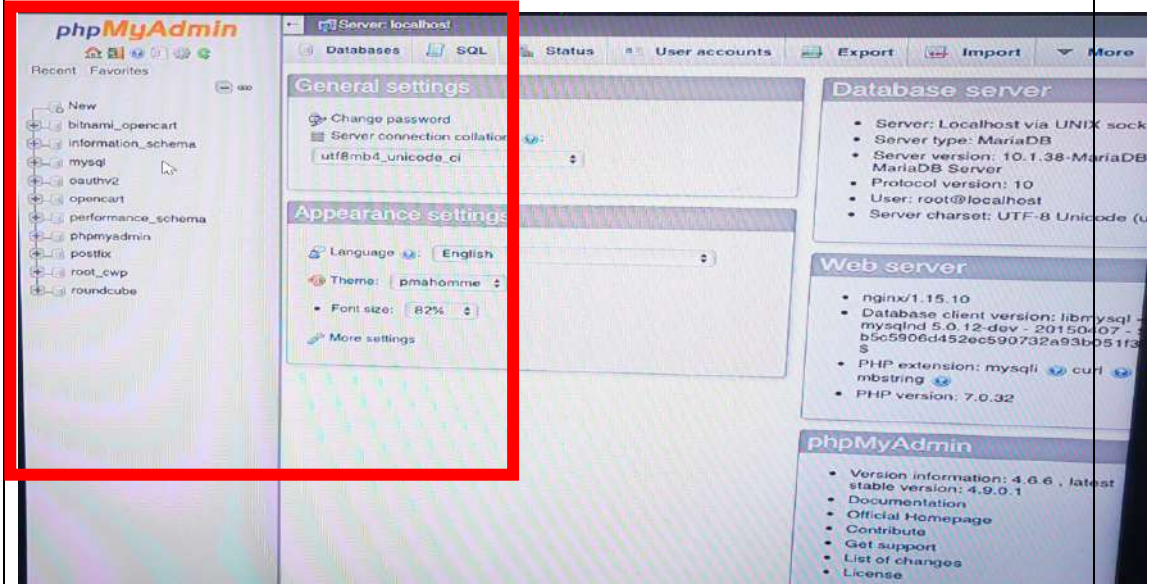 phpMyAdmin
Recent Favorites
New
bitnami_opencart
information_schema
mysql
oauthv2
opencart
performance_schema
phpmyadmin
postfix
root_cwp
roundcube
Server: localhost
Databases SQL Status User accounts Export Import More
General settings
Change password
Server connection collation :
utf8mb4_unicode_ci
Appearance settings
Language : English
Theme: pmahomme
Font size: 82%
More settings
Database server
Server: Localhost via UNIX sock
Server type: MariaDB
Server version: 10.1.38-MariaDB
MariaDB Server
Protocol version: 10
User: root@localhost
Server charset: UTF-8 Unicode (u
Web server
nginx/1.15.10
Database client version: libmysql -
mysqlnd 5.0.12-dev - 20150407 -
b5c5906d452ec590732a93b051f3
$
PHP extension: mysqli curl
mbstring
PHP version: 7.0.32
phpMyAdmin
Version information: 4.6.6 , latest
stable version: 4.9.0.1
Documentation
Official Homepage
Contribute
Get support
List of changes
License